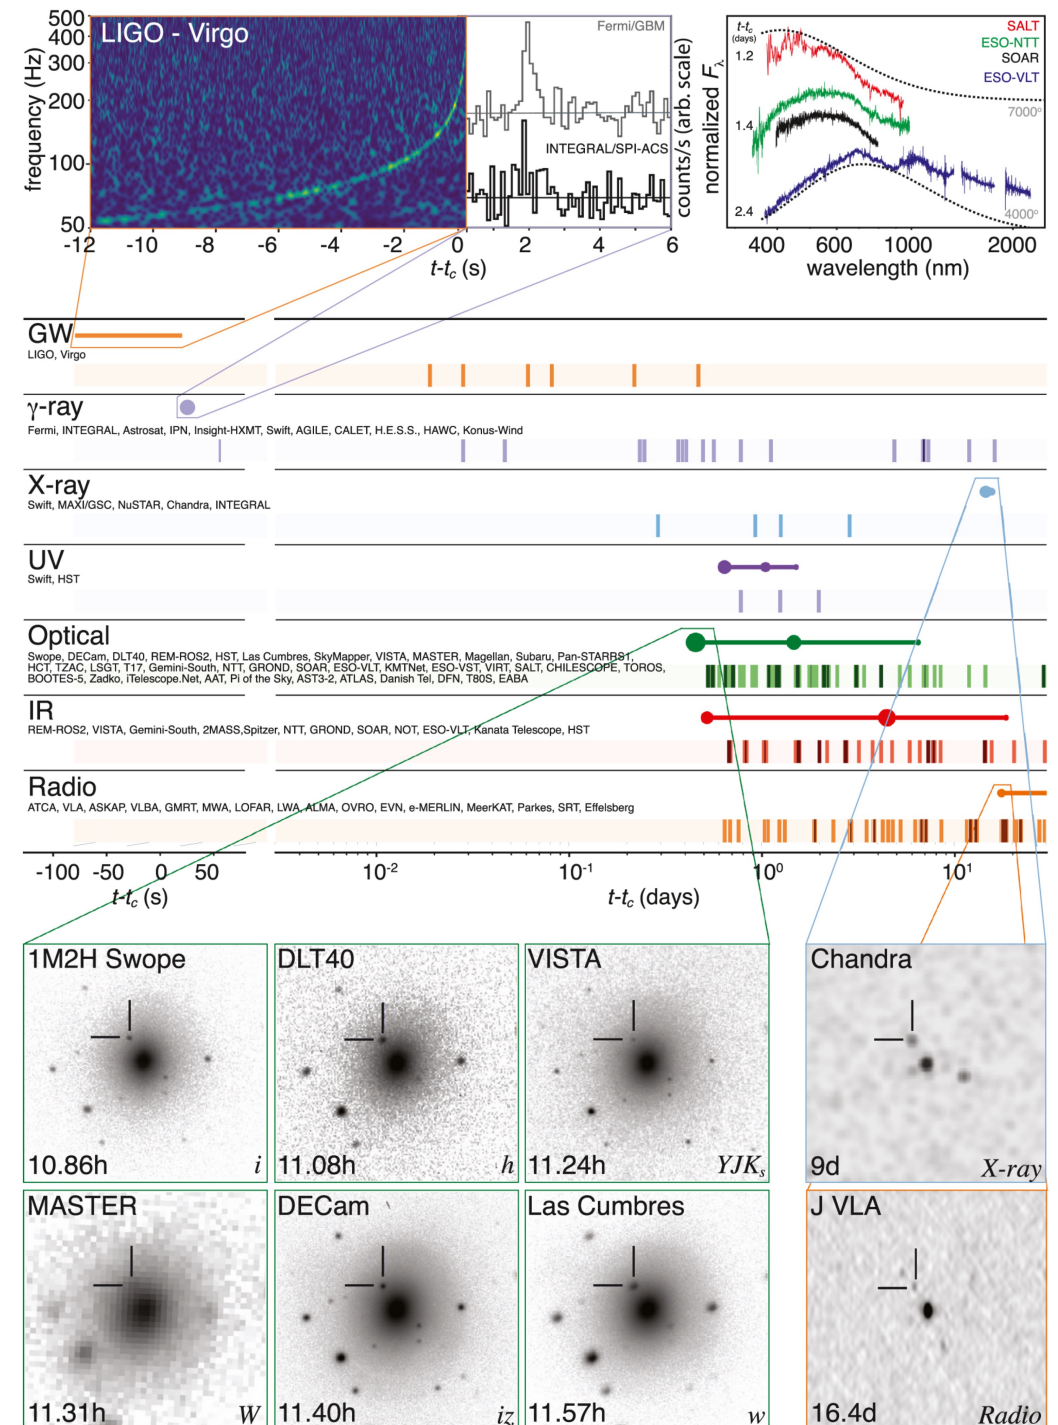 LIGO - Virgo
Fermi/GBM
INTEGRAL/SPI-ACS
500
400
300
200
100
50
frequency (Hz)
-12 -10 -8 -6 -4 -2 0 2 4 6
t-tc (s)
counts/s (arb. scale)
normalized Fλ
t-tc
(days)
1.2
1.4
2.4
SALT
ESO-NTT
SOAR
ESO-VLT
7000°
4000°
400 600 1000 2000
wavelength (nm)
GW
LIGO, Virgo
γ-ray
Fermi, INTEGRAL, Astrosat, IPN, Insight-HXMT, Swift, AGILE, CALET, H.E.S.S., HAWC, Konus-Wind
X-ray
Swift, MAXI/GSC, NuSTAR, Chandra, INTEGRAL
UV
Swift, HST
Optical
Swope, DECam, DLT40, REM-ROS2, HST, Las Cumbres, SkyMapper, VISTA, MASTER, Magellan, Subaru, Pan-STARRS1,
HCT, TZAC, LSGT, T17, Gemini-South, NTT, GROND, SOAR, ESO-VLT, KMTNet, ESO-VST, VIRT, SALT, CHILESCOPE, TOROS,
BOOTES-5, Zadko, iTelescope.Net, AAT, Pi of the Sky, AST3-2, ATLAS, Danish Tel, DFN, T80S, EABA
IR
REM-ROS2, VISTA, Gemini-South, 2MASS,Spitzer, NTT, GROND, SOAR, NOT, ESO-VLT, Kanata Telescope, HST
Radio
ATCA, VLA, ASKAP, VLBA, GMRT, MWA, LOFAR, LWA, ALMA, OVRO, EVN, e-MERLIN, MeerKAT, Parkes, SRT, Effelsberg
-100 -50 0 50 10⁻² 10⁻¹ 10⁰ 10¹
t-tc (s) t-tc (days)
1M2H Swope
10.86h i
DLT40
11.08h h
VISTA
11.24h YJKs
Chandra
9d X-ray
MASTER
11.31h W
DECam
11.40h iz
Las Cumbres
11.57h w
J VLA
16.4d Radio